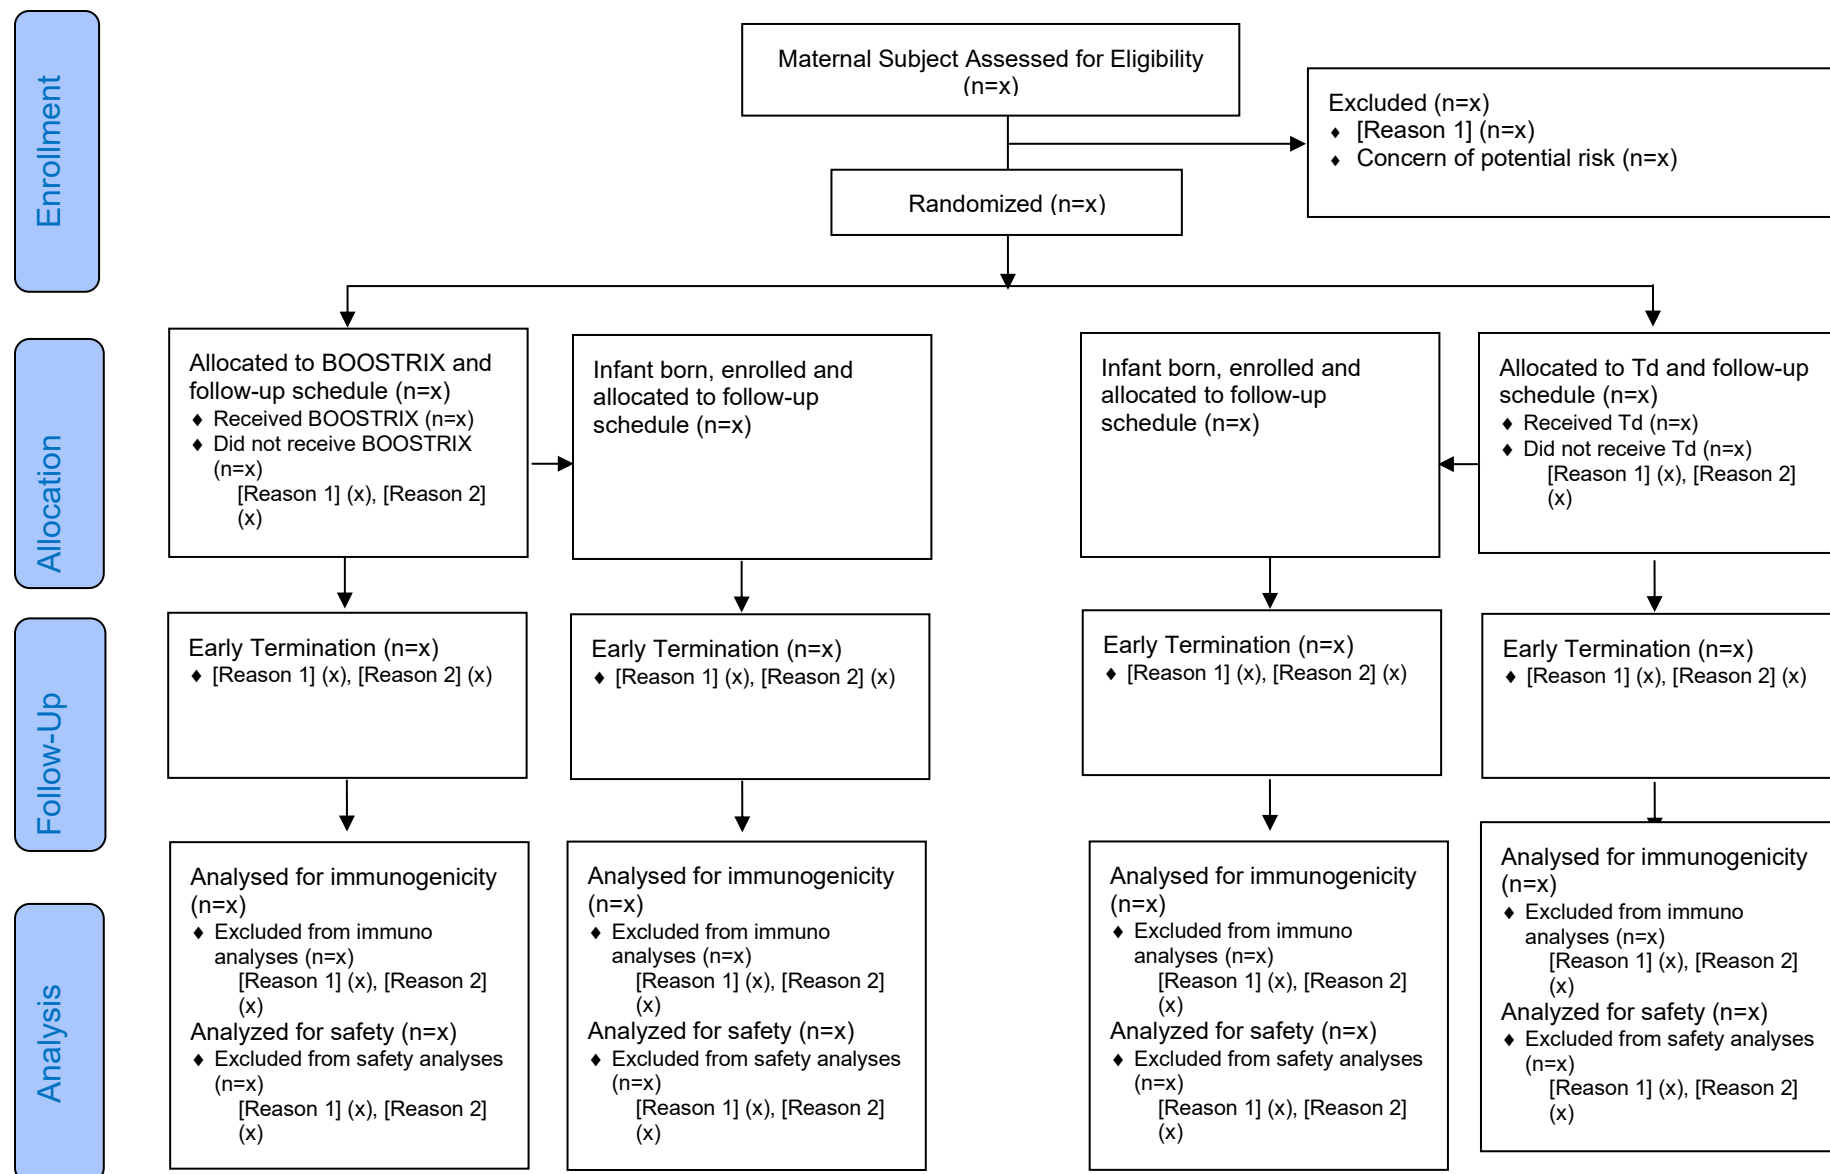 Enrollment
Maternal Subject Assessed for Eligibility
(n=x)
Excluded (n=x)
♦ [Reason 1] (n=x)
♦ Concern of potential risk (n=x)
Randomized (n=x)
Allocation
Allocated to BOOSTRIX and
follow-up schedule (n=x)
♦ Received BOOSTRIX (n=x)
♦ Did not receive BOOSTRIX
(n=x)
[Reason 1] (x), [Reason 2]
(x)
Infant born, enrolled and
allocated to follow-up
schedule (n=x)
Infant born, enrolled and
allocated to follow-up
schedule (n=x)
Allocated to Td and follow-up
schedule (n=x)
♦ Received Td (n=x)
♦ Did not receive Td (n=x)
[Reason 1] (x), [Reason 2]
(x)
Follow-Up
Early Termination (n=x)
♦ [Reason 1] (x), [Reason 2] (x)
Early Termination (n=x)
♦ [Reason 1] (x), [Reason 2] (x)
Early Termination (n=x)
♦ [Reason 1] (x), [Reason 2] (x)
Early Termination (n=x)
♦ [Reason 1] (x), [Reason 2] (x)
Analysis
Analysed for immunogenicity
(n=x)
♦ Excluded from immuno
analyses (n=x)
[Reason 1] (x), [Reason 2]
(x)
Analyzed for safety (n=x)
♦ Excluded from safety analyses
(n=x)
[Reason 1] (x), [Reason 2]
(x)
Analysed for immunogenicity
(n=x)
♦ Excluded from immuno
analyses (n=x)
[Reason 1] (x), [Reason 2]
(x)
Analyzed for safety (n=x)
♦ Excluded from safety analyses
(n=x)
[Reason 1] (x), [Reason 2]
(x)
Analysed for immunogenicity
(n=x)
♦ Excluded from immuno
analyses (n=x)
[Reason 1] (x), [Reason 2]
(x)
Analyzed for safety (n=x)
♦ Excluded from safety analyses
(n=x)
[Reason 1] (x), [Reason 2]
(x)
Analysed for immunogenicity
(n=x)
♦ Excluded from immuno
analyses (n=x)
[Reason 1] (x), [Reason 2]
(x)
Analyzed for safety (n=x)
♦ Excluded from safety analyses
(n=x)
[Reason 1] (x), [Reason 2]
(x)